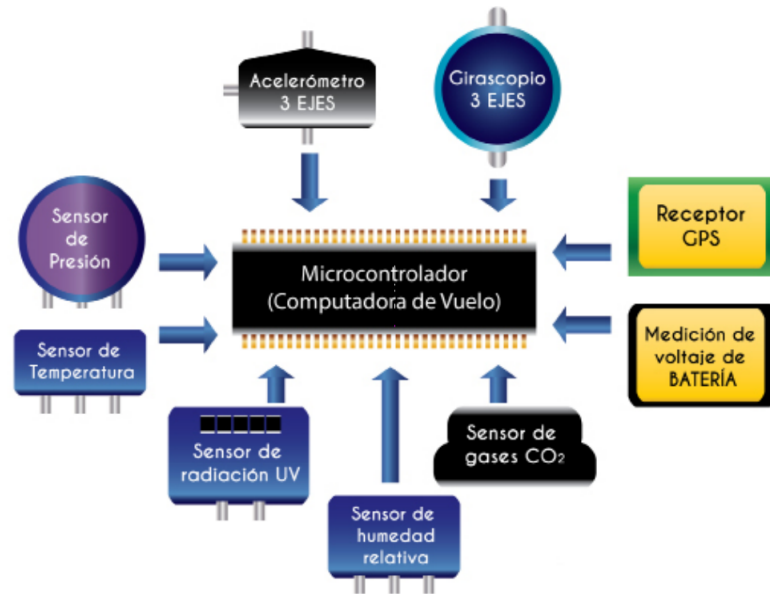 Acelerómetro
3 EJES
Girascopio
3 EJES
Sensor
de
Presión
Receptor
GPS
Microcontrolador
(Computadora de Vuelo)
Sensor de
Temperatura
Medición de
voltaje de
BATERÍA
Sensor de
radiación UV
Sensor de
gases CO₂
Sensor de
humedad
relativa